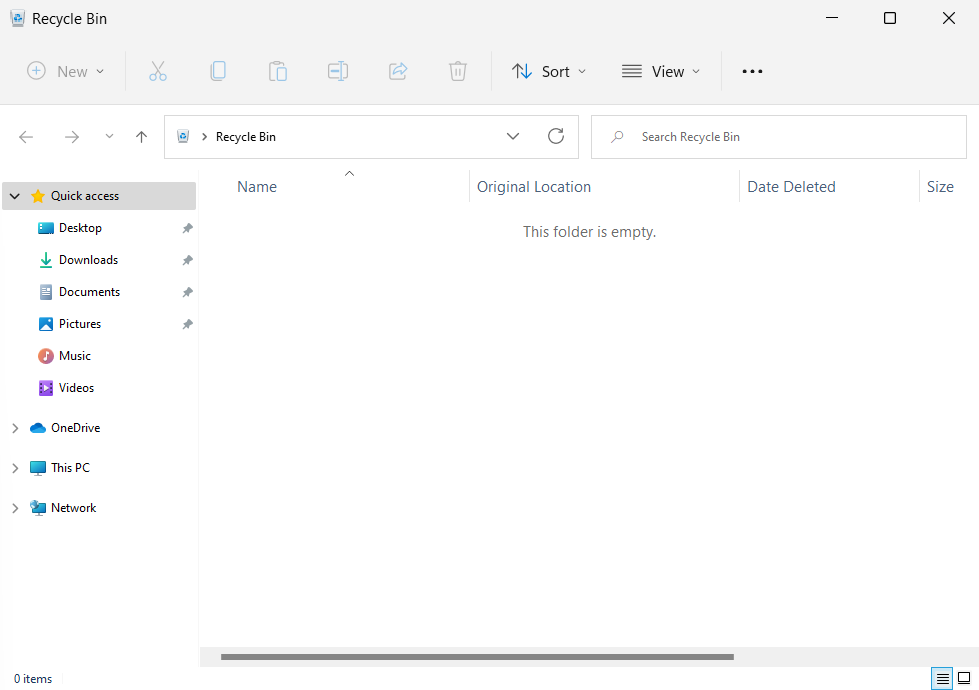 Recycle Bin
New Sort View
Recycle Bin Search Recycle Bin
Name Original Location Date Deleted Size
This folder is empty.
Quick access
Desktop
Downloads
Documents
Pictures
Music
Videos
OneDrive
This PC
Network
0 items